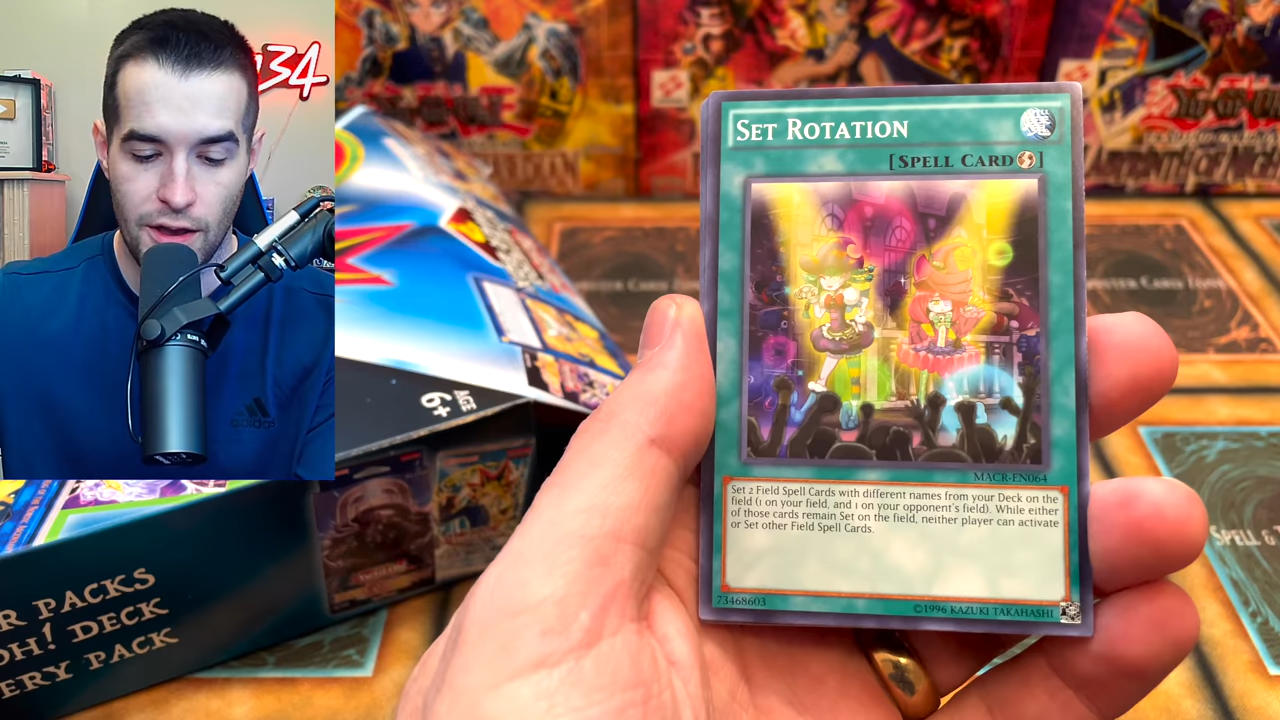 34
SET ROTATION
[SPELL CARD]
MACR-EN064
Set 2 Field Spell Cards with different names from your Deck on the
field (1 on your field, and 1 on your opponent's field). While either
of those cards remain Set on the field, neither player can activate
or Set other Field Spell Cards.
73468603
©1996 KAZUKI TAKAHASHI
AGE
6+
adidas
R PACKS
OH! DECK
ERY PACK
SPELL &